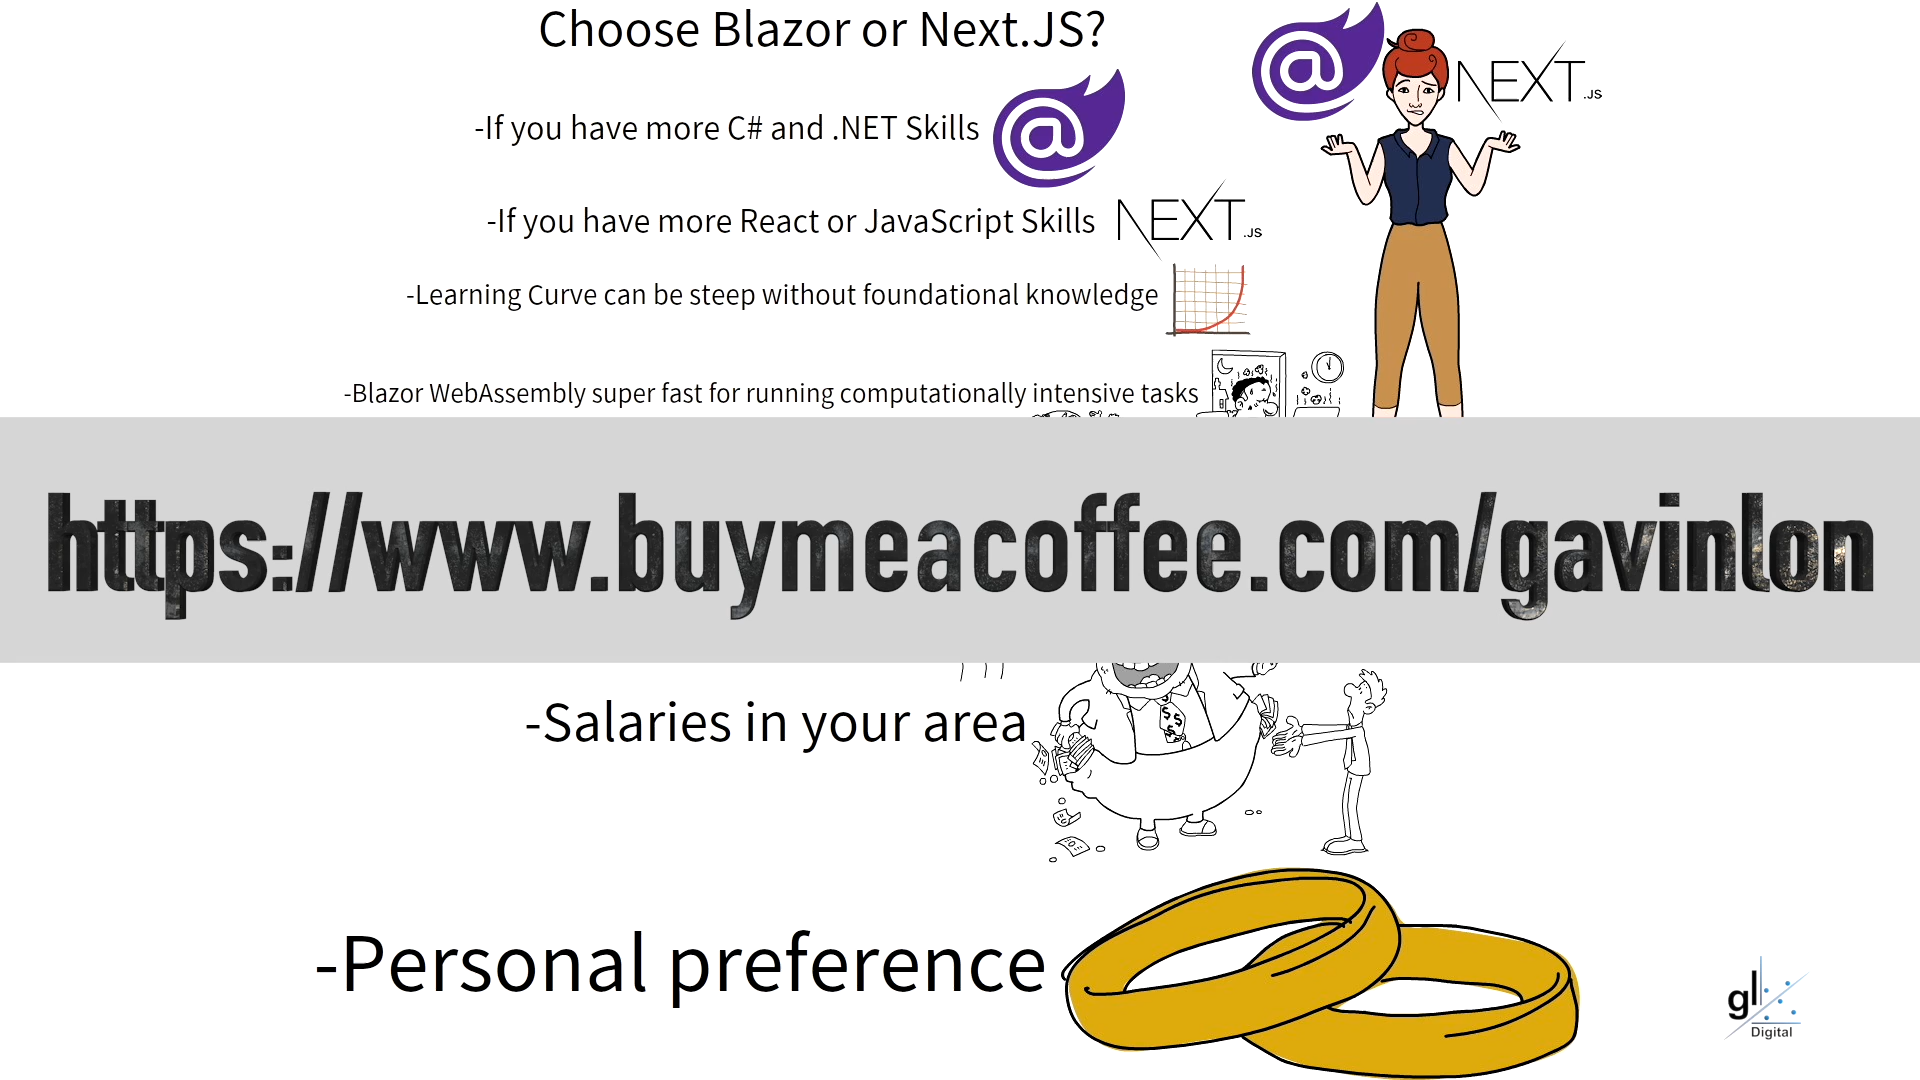 Choose Blazor or Next.JS?
NEXT.JS
-If you have more C# and .NET Skills
-If you have more React or JavaScript Skills
NEXT.JS
-Learning Curve can be steep without foundational knowledge
-Blazor WebAssembly super fast for running computationally intensive tasks
https://www.buymeacoffee.com/gavinlon
-Salaries in your area
-Personal preference
gl
Digital